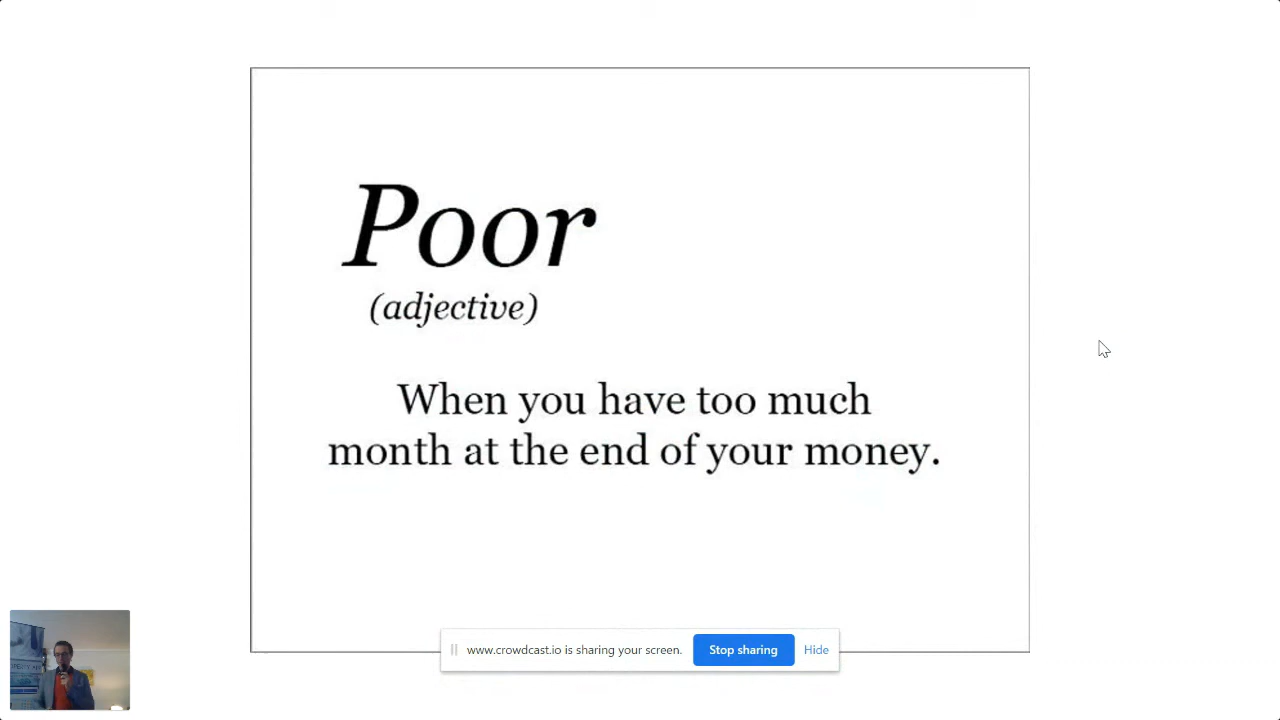 Poor
(adjective)
When you have too much
month at the end of your money.
www.crowdcast.io is sharing your screen.
Stop sharing
Hide